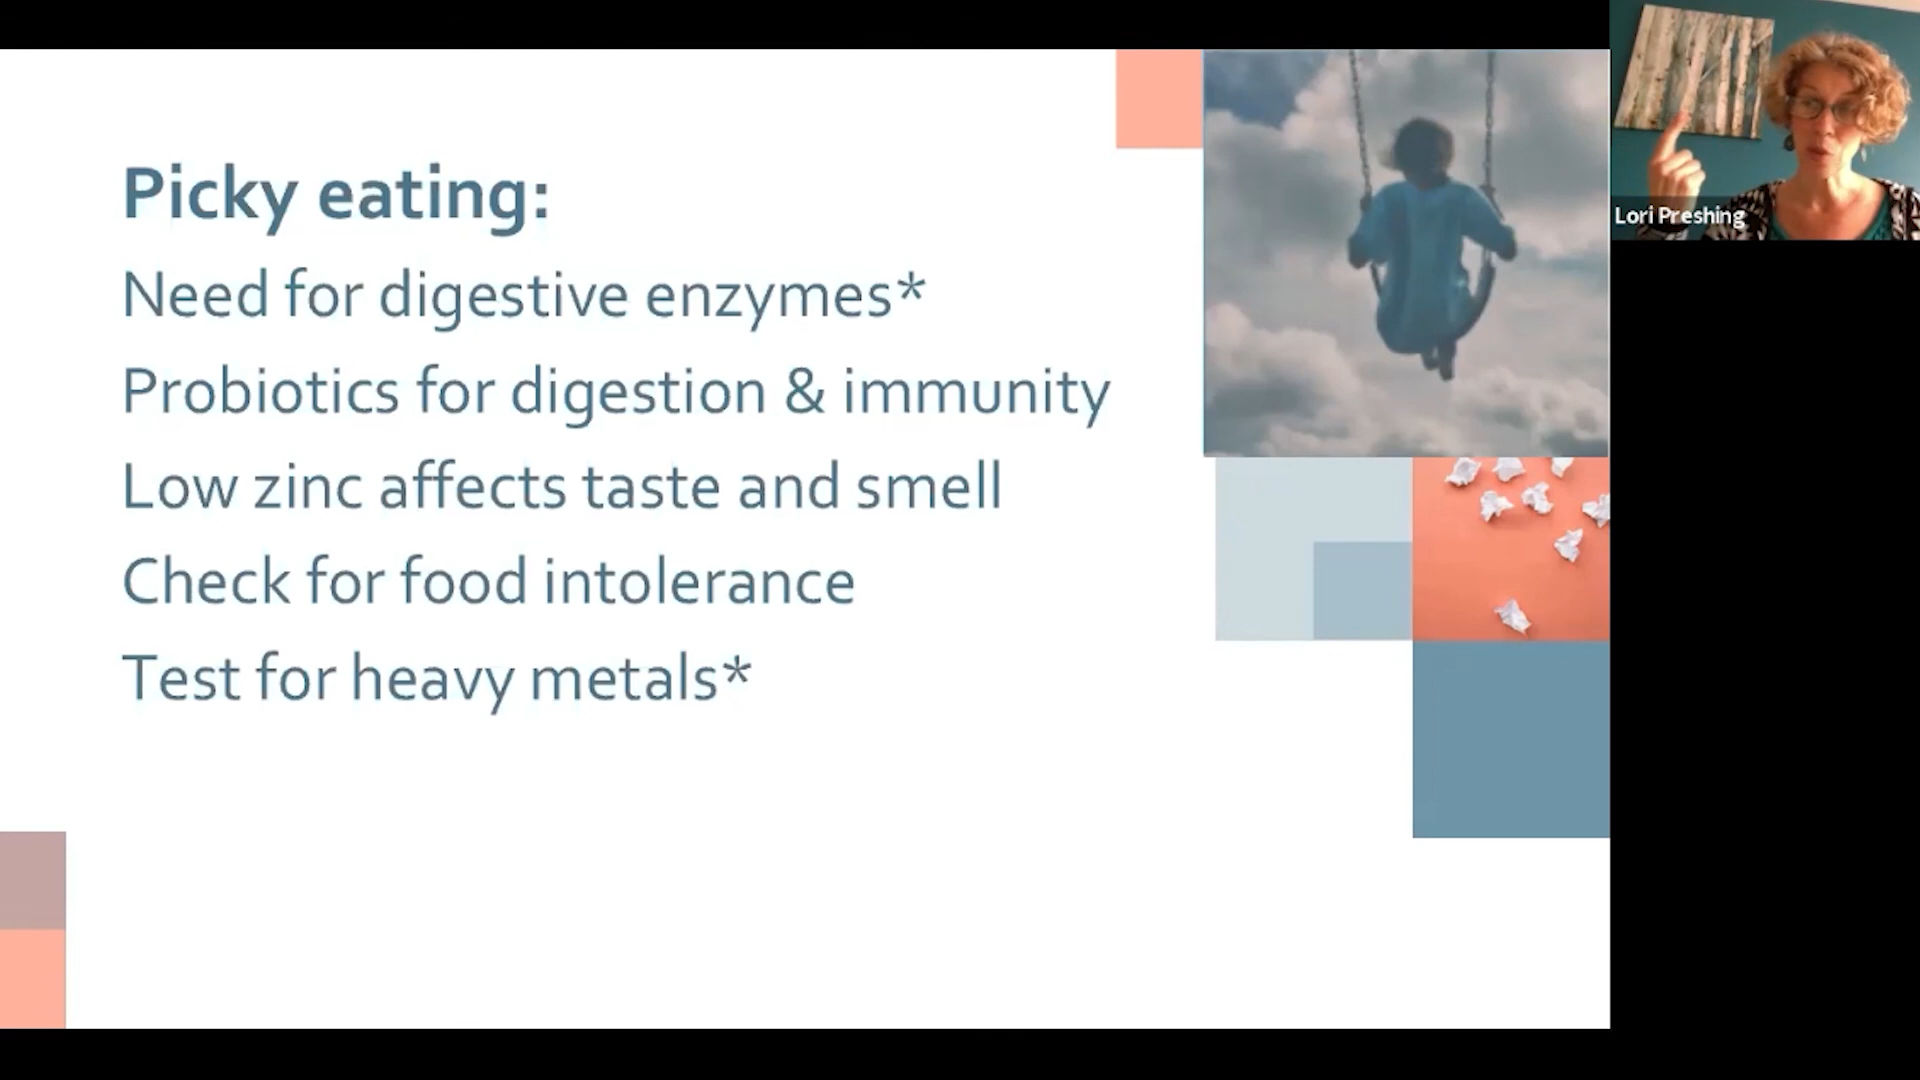 Picky eating:
Need for digestive enzymes*
Probiotics for digestion & immunity
Low zinc affects taste and smell
Check for food intolerance
Test for heavy metals*
Lori Preshing